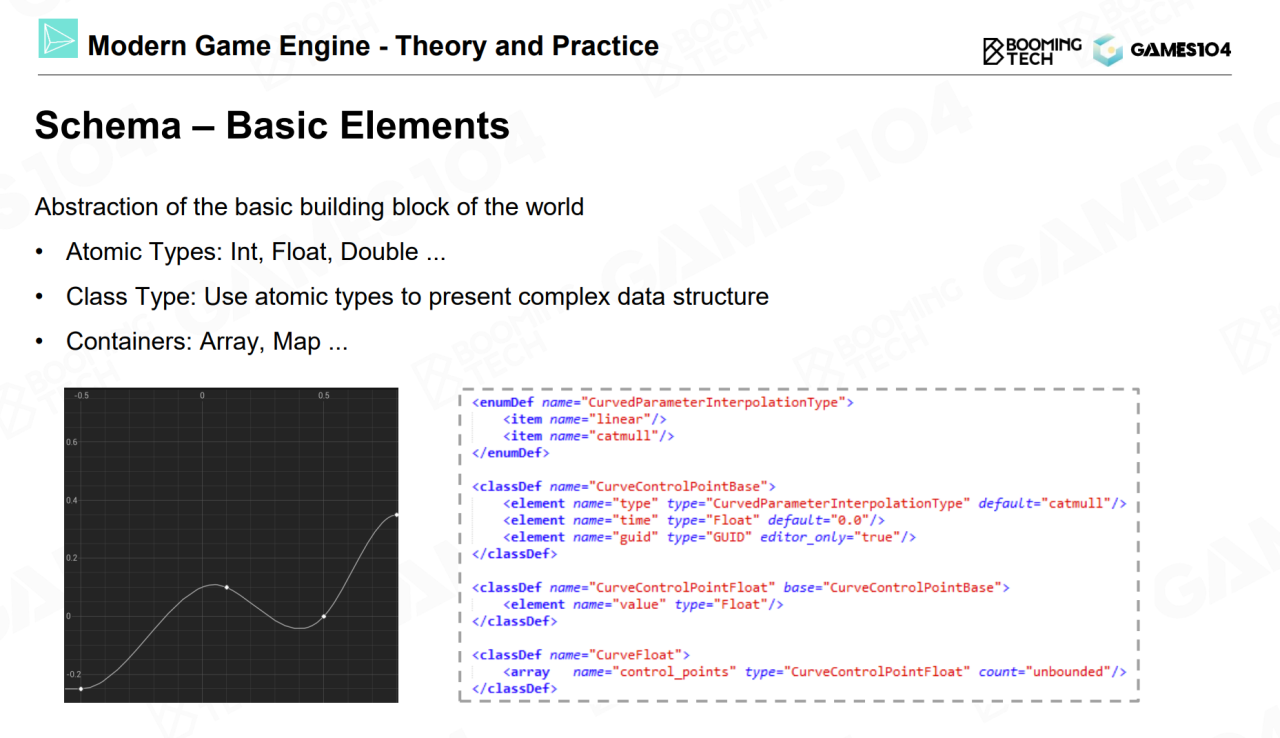 Modern Game Engine - Theory and Practice
BOOMING
TECH
GAMES104
Schema – Basic Elements
Abstraction of the basic building block of the world
• Atomic Types: Int, Float, Double ...
• Class Type: Use atomic types to present complex data structure
• Containers: Array, Map ...
-0.5 0 0.5
0.6
0.4
0.2
0
-0.2
<enumDef name="CurvedParameterInterpolationType">
    <item name="linear"/>
    <item name="catmull"/>
</enumDef>
<classDef name="CurveControlPointBase">
    <element name="type" type="CurvedParameterInterpolationType" default="catmull"/>
    <element name="time" type="Float" default="0.0"/>
    <element name="guid" type="GUID" editor_only="true"/>
</classDef>
<classDef name="CurveControlPointFloat" base="CurveControlPointBase">
    <element name="value" type="Float"/>
</classDef>
<classDef name="CurveFloat">
    <array   name="control_points" type="CurveControlPointFloat" count="unbounded"/>
</classDef>